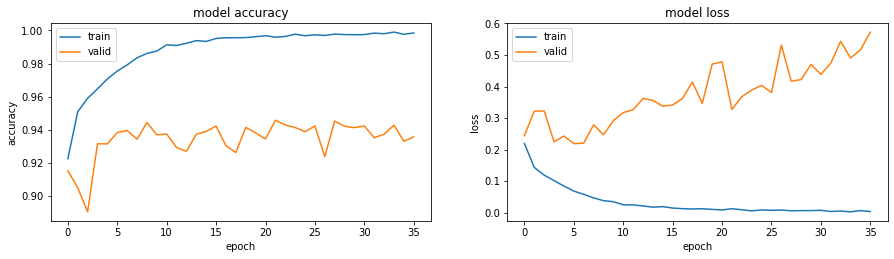 model accuracy
train
valid
accuracy
1.00
0.98
0.96
0.94
0.92
0.90
0 5 10 15 20 25 30 35
epoch
model loss
train
valid
loss
0.6
0.5
0.4
0.3
0.2
0.1
0.0
0 5 10 15 20 25 30 35
epoch